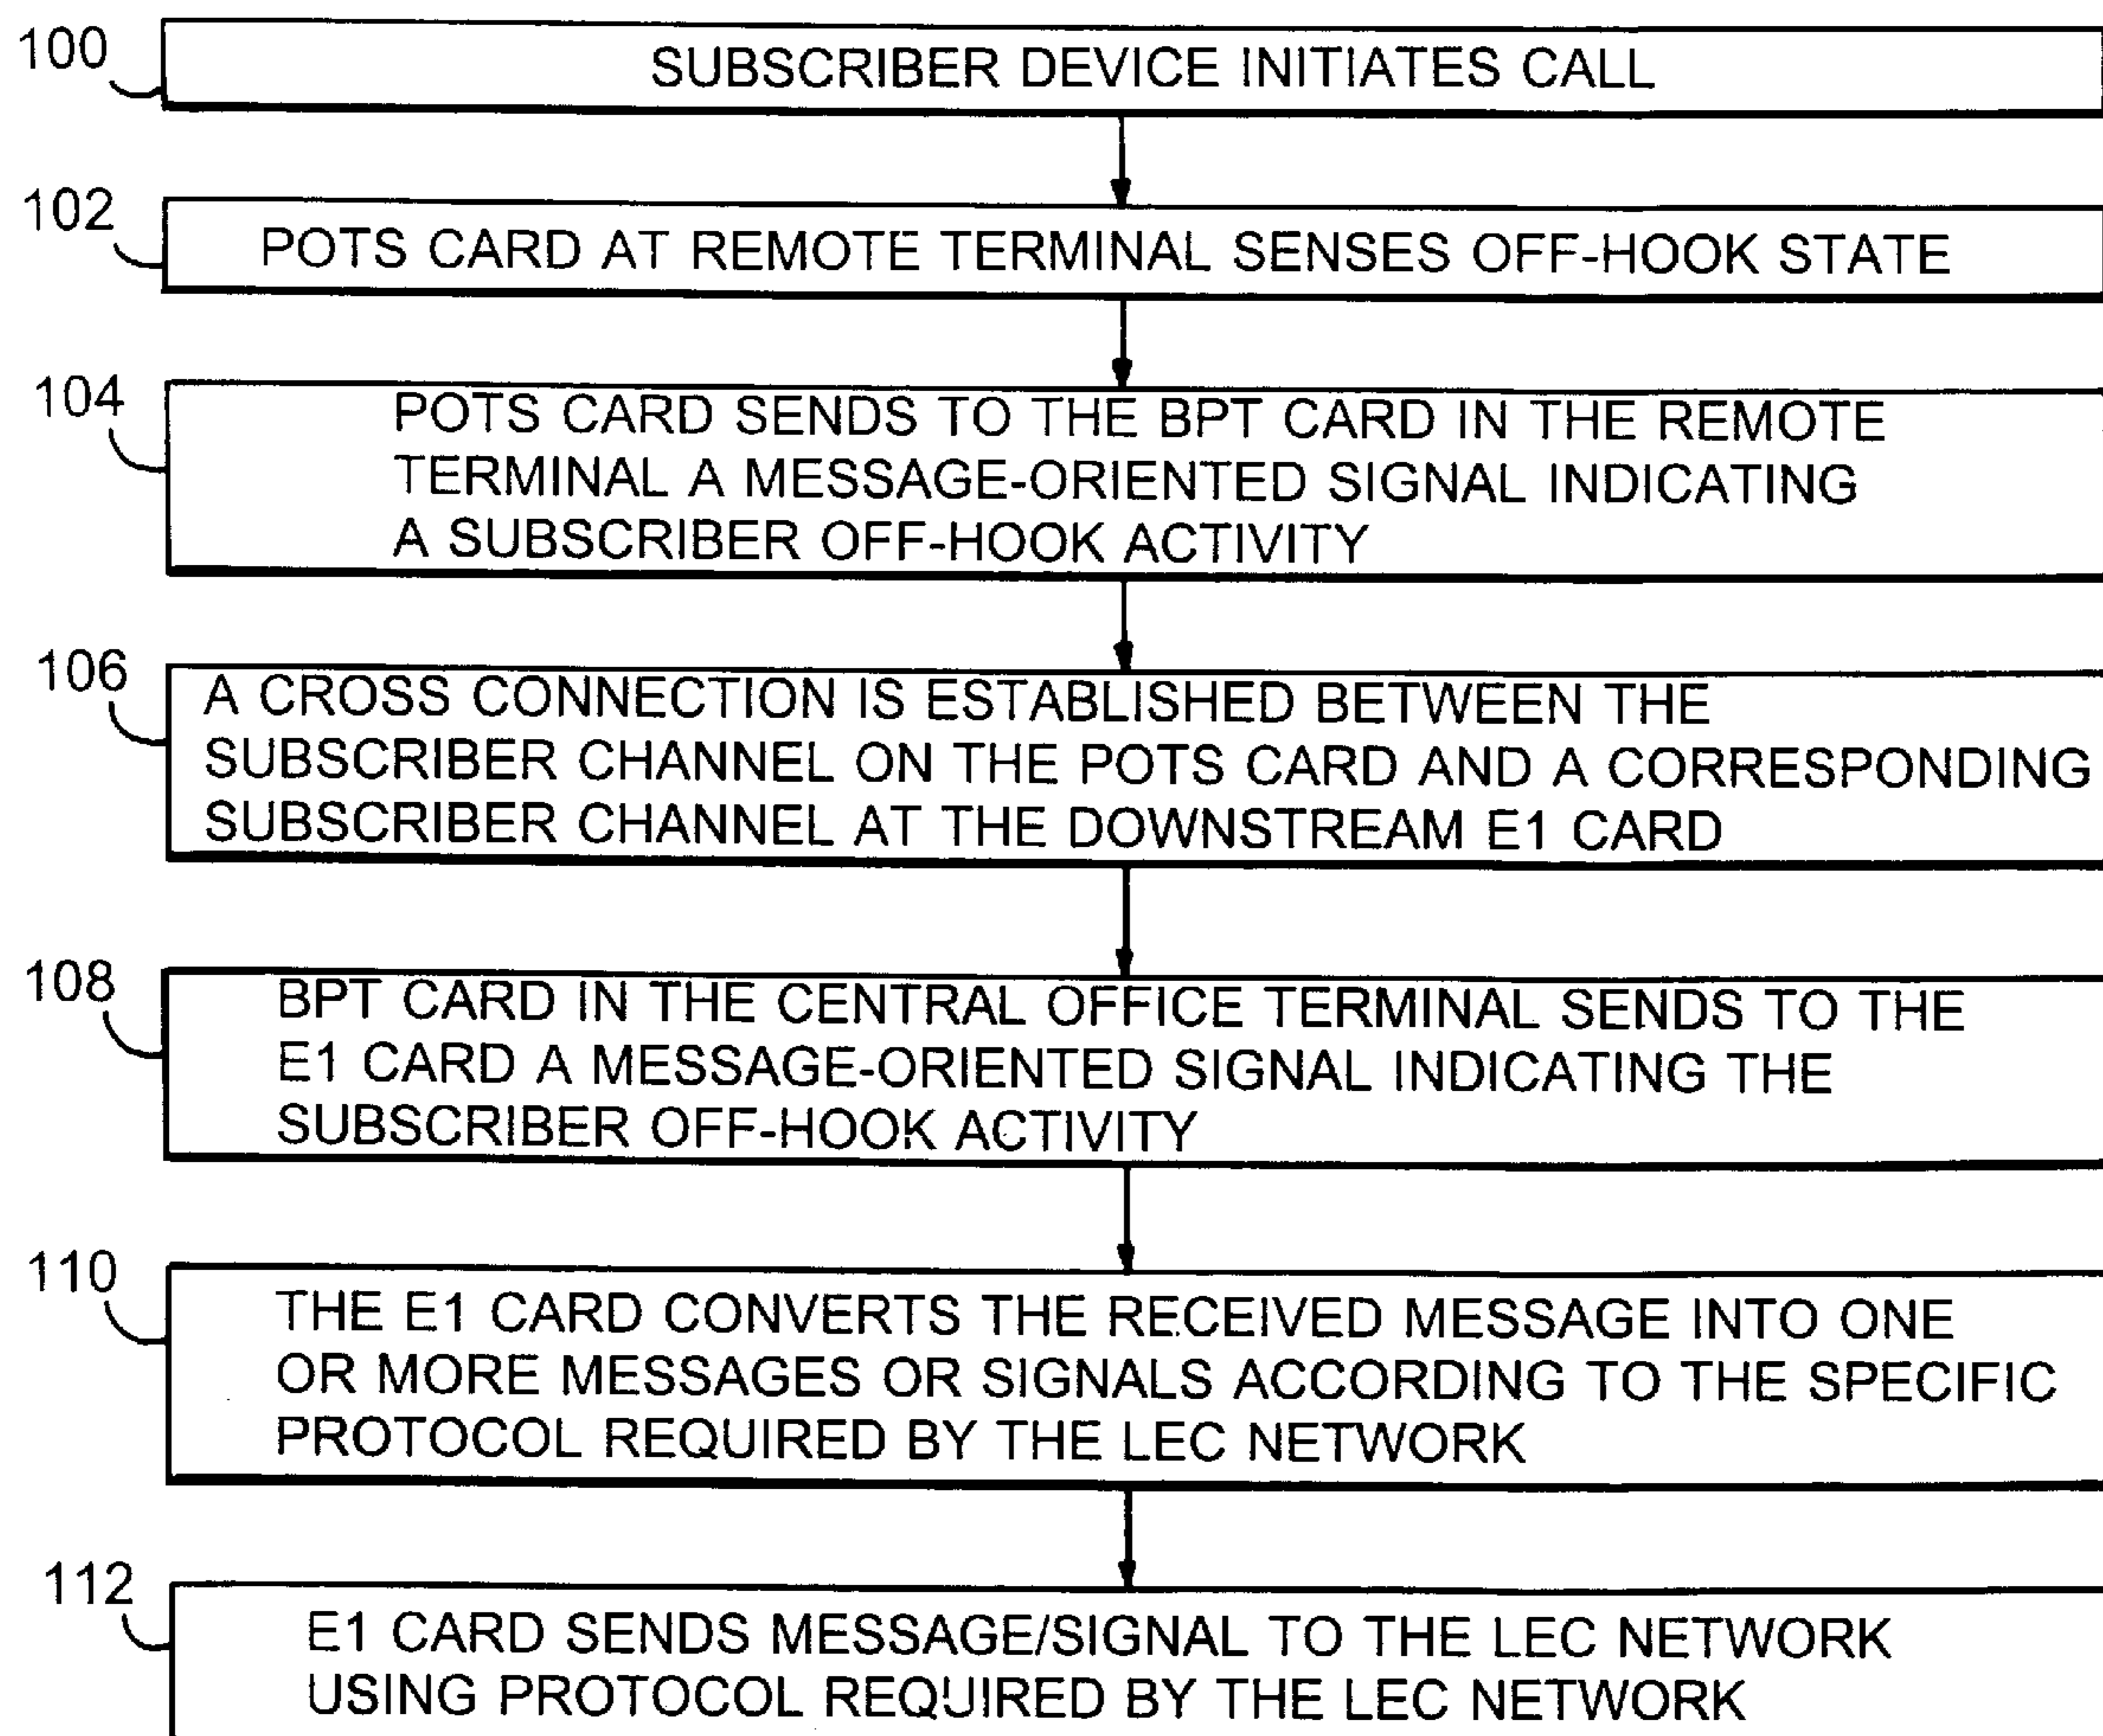 100
SUBSCRIBER DEVICE INITIATES CALL
102
POTS CARD AT REMOTE TERMINAL SENSES OFF-HOOK STATE
104
POTS CARD SENDS TO THE BPT CARD IN THE REMOTE
TERMINAL A MESSAGE-ORIENTED SIGNAL INDICATING
A SUBSCRIBER OFF-HOOK ACTIVITY
106
A CROSS CONNECTION IS ESTABLISHED BETWEEN THE
SUBSCRIBER CHANNEL ON THE POTS CARD AND A CORRESPONDING
SUBSCRIBER CHANNEL AT THE DOWNSTREAM E1 CARD
108
BPT CARD IN THE CENTRAL OFFICE TERMINAL SENDS TO THE
E1 CARD A MESSAGE-ORIENTED SIGNAL INDICATING THE
SUBSCRIBER OFF-HOOK ACTIVITY
110
THE E1 CARD CONVERTS THE RECEIVED MESSAGE INTO ONE
OR MORE MESSAGES OR SIGNALS ACCORDING TO THE SPECIFIC
PROTOCOL REQUIRED BY THE LEC NETWORK
112
E1 CARD SENDS MESSAGE/SIGNAL TO THE LEC NETWORK
USING PROTOCOL REQUIRED BY THE LEC NETWORK